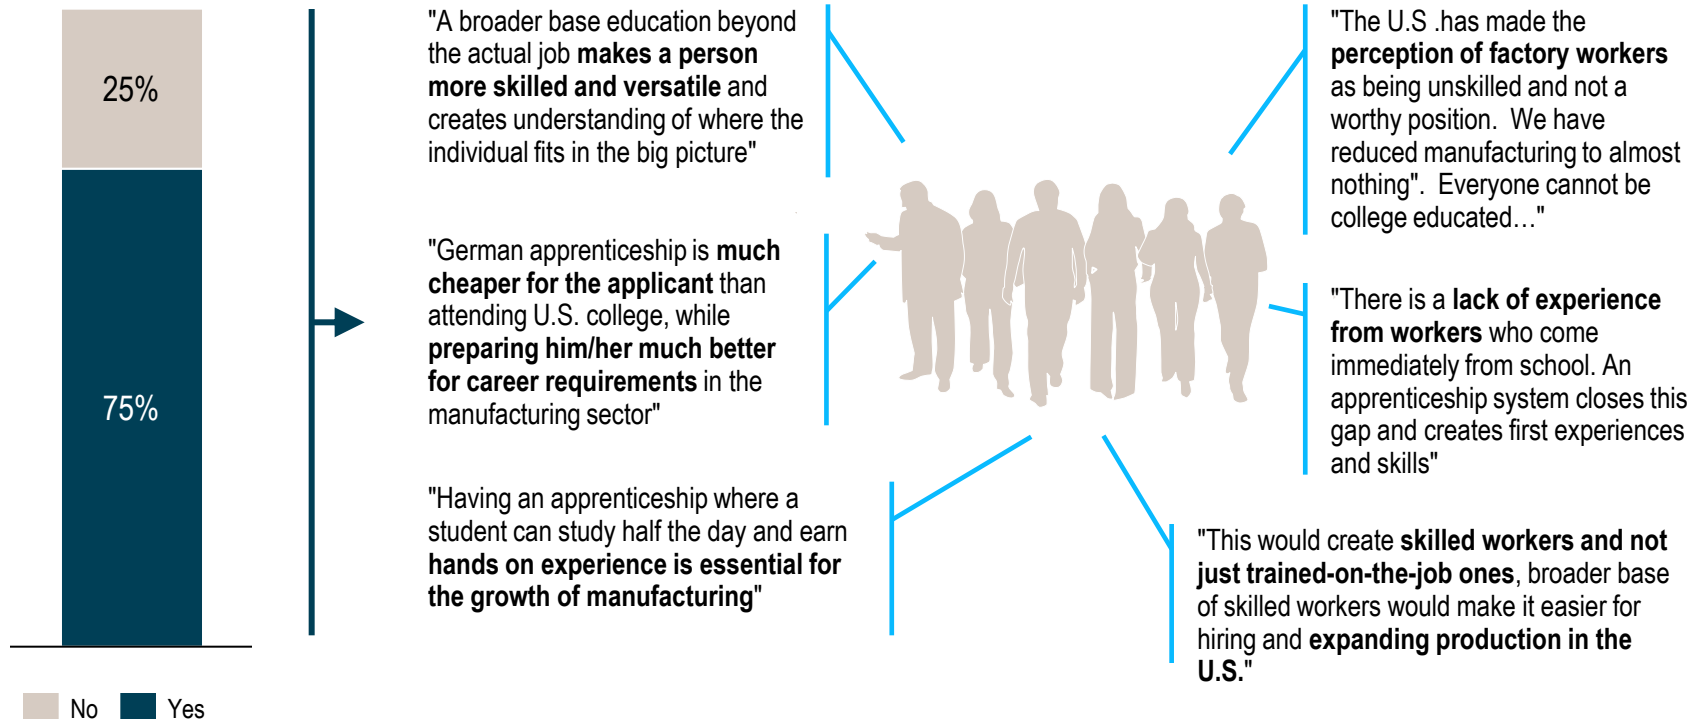 25%
75%
No
Yes
"A broader base education beyond
the actual job makes a person
more skilled and versatile and
creates understanding of where the
individual fits in the big picture"
"German apprenticeship is much
cheaper for the applicant than
attending U.S. college, while
preparing him/her much better
for career requirements in the
manufacturing sector"
"Having an apprenticeship where a
student can study half the day and earn
hands on experience is essential for
the growth of manufacturing"
"The U.S .has made the
perception of factory workers
as being unskilled and not a
worthy position.  We have
reduced manufacturing to almost
nothing".  Everyone cannot be
college educated…"
"There is a lack of experience
from workers who come
immediately from school. An
apprenticeship system closes this
gap and creates first experiences
and skills"
"This would create skilled workers and not
just trained-on-the-job ones, broader base
of skilled workers would make it easier for
hiring and expanding production in the
U.S."